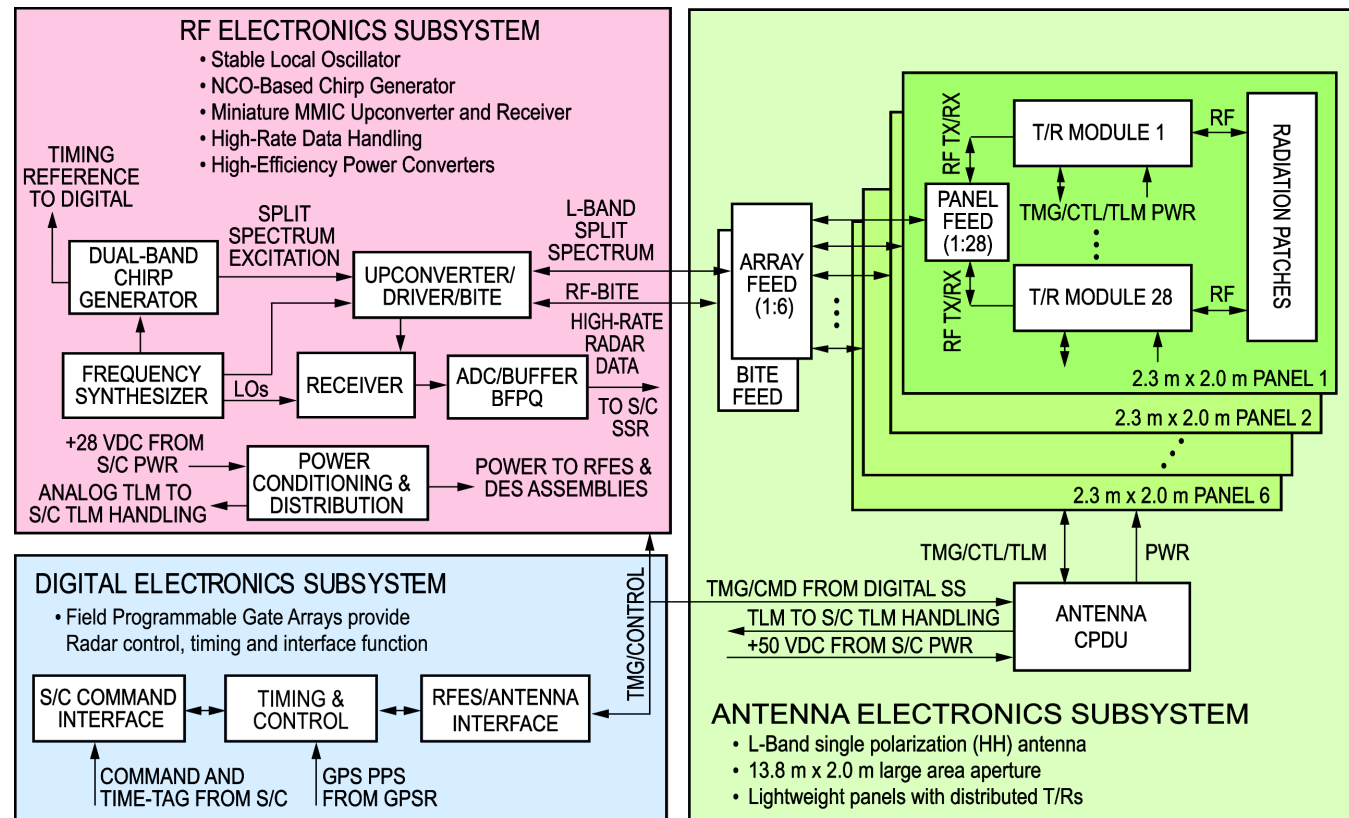 RF ELECTRONICS SUBSYSTEM
• Stable Local Oscillator
• NCO-Based Chirp Generator
• Miniature MMIC Upconverter and Receiver
• High-Rate Data Handling
• High-Efficiency Power Converters
TIMING
REFERENCE
TO DIGITAL
SPLIT
SPECTRUM
EXCITATION
L-BAND
SPLIT
SPECTRUM
DUAL-BAND
CHIRP
GENERATOR
UPCONVERTER/
DRIVER/BITE
RF-BITE
HIGH-RATE
RADAR
DATA
FREQUENCY
SYNTHESIZER
LOs
RECEIVER
ADC/BUFFER
BFPQ
TO S/C
SSR
+28 VDC FROM
S/C PWR
ANALOG TLM TO
S/C TLM HANDLING
POWER
CONDITIONING &
DISTRIBUTION
POWER TO RFES &
DES ASSEMBLIES
DIGITAL ELECTRONICS SUBSYSTEM
• Field Programmable Gate Arrays provide
Radar control, timing and interface function
TMG/CONTROL
S/C COMMAND
INTERFACE
TIMING &
CONTROL
RFES/ANTENNA
INTERFACE
COMMAND AND
TIME-TAG FROM S/C
GPS PPS
FROM GPSR
ARRAY
FEED
(1:6)
BITE
FEED
RF TX/RX
T/R MODULE 1
RF
RADIATION PATCHES
PANEL
FEED
(1:28)
TMG/CTL/TLM PWR
RF TX/RX
T/R MODULE 28
RF
2.3 m x 2.0 m PANEL 1
2.3 m x 2.0 m PANEL 2
2.3 m x 2.0 m PANEL 6
TMG/CTL/TLM
PWR
TMG/CMD FROM DIGITAL SS
TLM TO S/C TLM HANDLING
+50 VDC FROM S/C PWR
ANTENNA
CPDU
ANTENNA ELECTRONICS SUBSYSTEM
• L-Band single polarization (HH) antenna
• 13.8 m x 2.0 m large area aperture
• Lightweight panels with distributed T/Rs